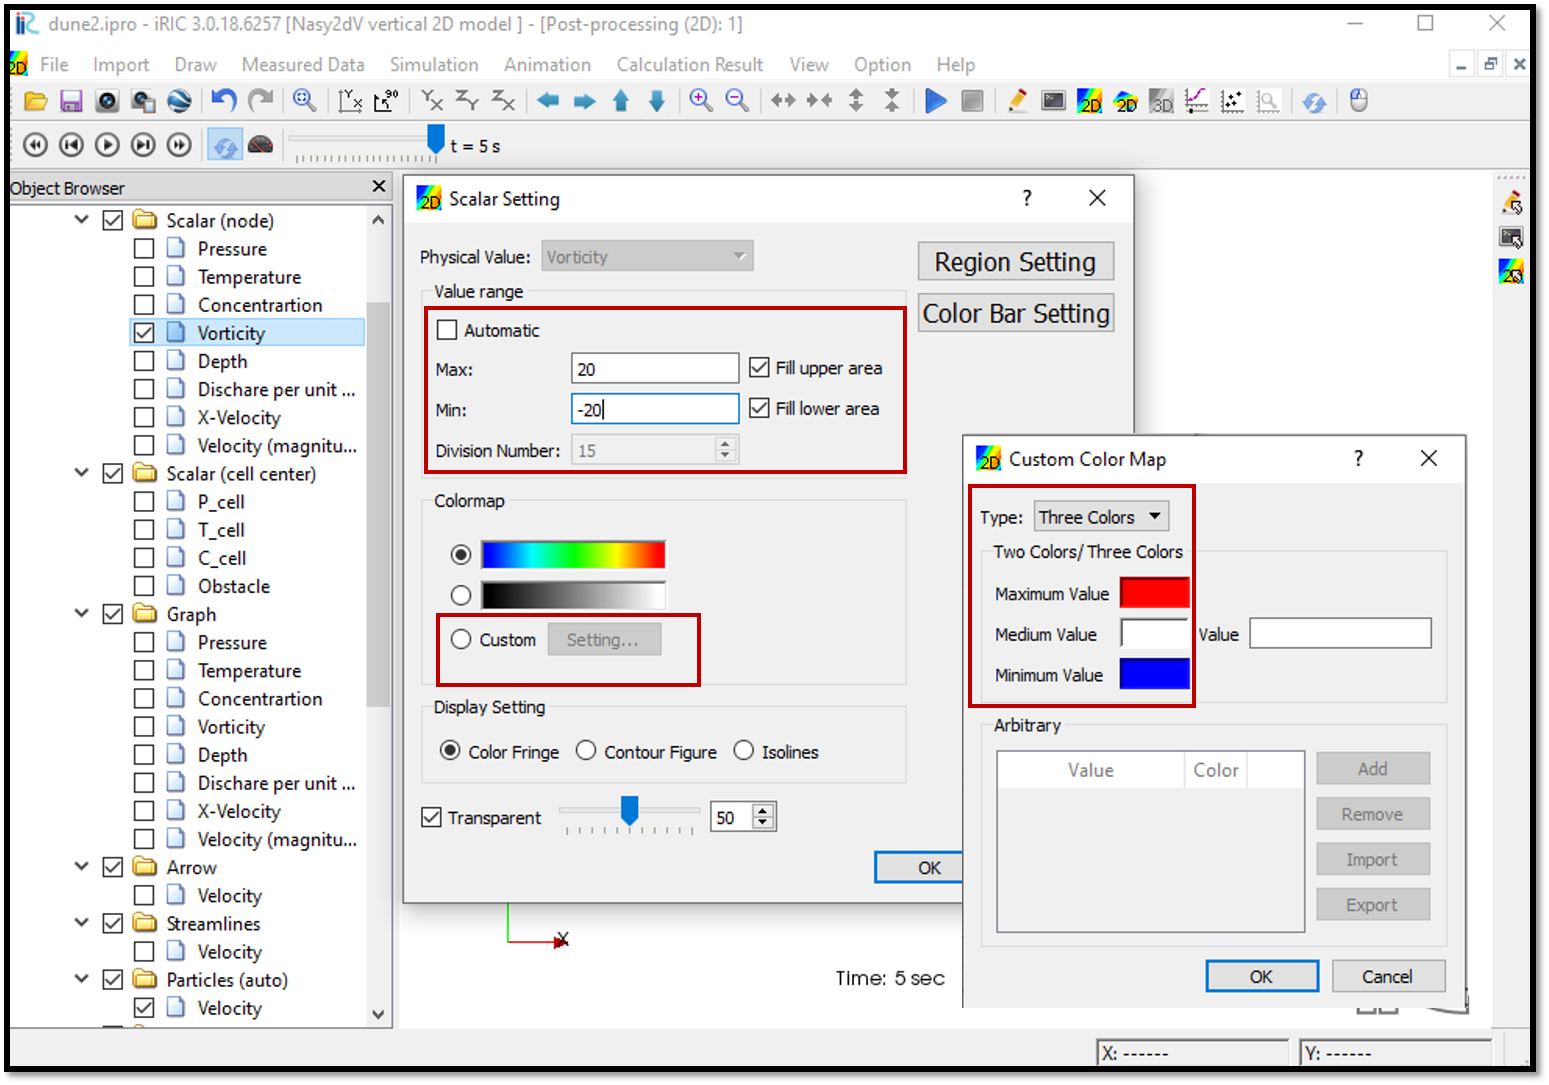 dune2.ipro - iRIC 3.0.18.6257 [Nasy2dV vertical 2D model ] - [Post-processing (2D): 1]
File Import Draw Measured Data Simulation Animation Calculation Result View Option Help
t = 5 s
Object Browser
Scalar (node)
Pressure
Temperature
Concentrartion
Vorticity
Depth
Dischare per unit ...
X-Velocity
Velocity (magnitu...
Scalar (cell center)
P_cell
T_cell
C_cell
Obstacle
Graph
Pressure
Temperature
Concentrartion
Vorticity
Depth
Dischare per unit ...
X-Velocity
Velocity (magnitu...
Arrow
Velocity
Streamlines
Velocity
Particles (auto)
Velocity
2D Scalar Setting ?
Physical Value: Vorticity
Region Setting
Color Bar Setting
Value range
Automatic
Max: 20 Fill upper area
Min: -20 Fill lower area
Division Number: 15
Colormap
Custom Setting...
Display Setting
Color Fringe Contour Figure Isolines
Transparent 50
OK
2D Custom Color Map ?
Type: Three Colors
Two Colors/ Three Colors
Maximum Value
Medium Value Value
Minimum Value
Arbitrary
Value Color
Add
Remove
Import
Export
OK Cancel
X
Time: 5 sec
X: ------ Y: ------